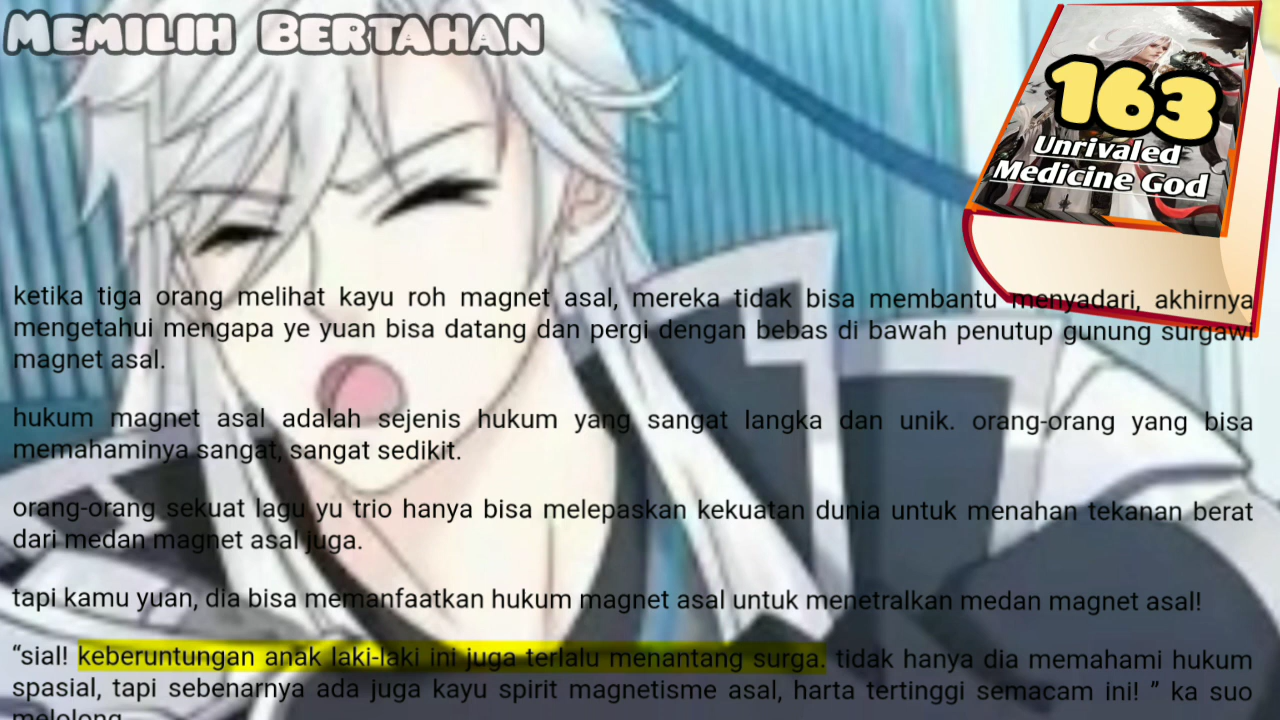 Memilih Bertahan
163
Unrivaled
Medicine God
ketika tiga orang melihat kayu roh magnet asal, mereka tidak bisa membantu menyadari, akhirnya
mengetahui mengapa ye yuan bisa datang dan pergi dengan bebas di bawah penutup gunung surgawi
magnet asal.
hukum magnet asal adalah sejenis hukum yang sangat langka dan unik. orang-orang yang bisa
memahaminya sangat, sangat sedikit.
orang-orang sekuat lagu yu trio hanya bisa melepaskan kekuatan dunia untuk menahan tekanan berat
dari medan magnet asal juga.
tapi kamu yuan, dia bisa memanfaatkan hukum magnet asal untuk menetralkan medan magnet asal!
“sial! keberuntungan anak laki-laki ini juga terlalu menantang surga. tidak hanya dia memahami hukum
spasial, tapi sebenarnya ada juga kayu spirit magnetisme asal, harta tertinggi semacam ini! ” ka suo
melolong